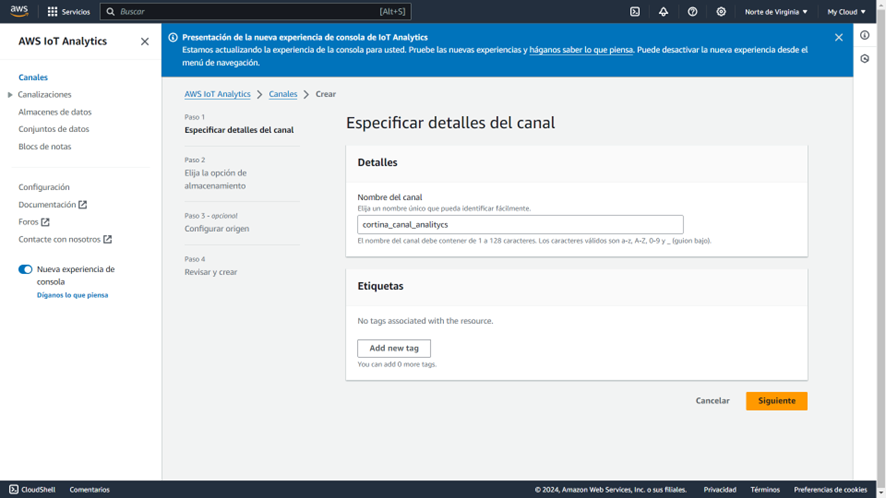 aws
Servicios
Buscar
[Alt+S]
Norte de Virginia
My Cloud
AWS IoT Analytics
Canales
Canalizaciones
Almacenes de datos
Conjuntos de datos
Blocs de notas
Configuración
Documentación
Foros
Contacte con nosotros
Nueva experiencia de
consola
Díganos lo que piensa
Presentación de la nueva experiencia de consola de IoT Analytics
Estamos actualizando la experiencia de la consola para usted. Pruebe las nuevas experiencias y háganos saber lo que piensa. Puede desactivar la nueva experiencia desde el
menú de navegación.
AWS IoT Analytics > Canales > Crear
Paso 1
Especificar detalles del canal
Paso 2
Elija la opción de
almacenamiento
Paso 3 - opcional
Configurar origen
Paso 4
Revisar y crear
Especificar detalles del canal
Detalles
Nombre del canal
Elija un nombre único que pueda identificar fácilmente.
cortina_canal_analitycs
El nombre del canal debe contener de 1 a 128 caracteres. Los caracteres válidos son a-z, A-Z, 0-9 y _ (guion bajo).
Etiquetas
No tags associated with the resource.
Add new tag
You can add 0 more tags.
Cancelar
Siguiente
CloudShell
Comentarios
© 2024, Amazon Web Services, Inc. o sus filiales.
Privacidad
Términos
Preferencias de cookies